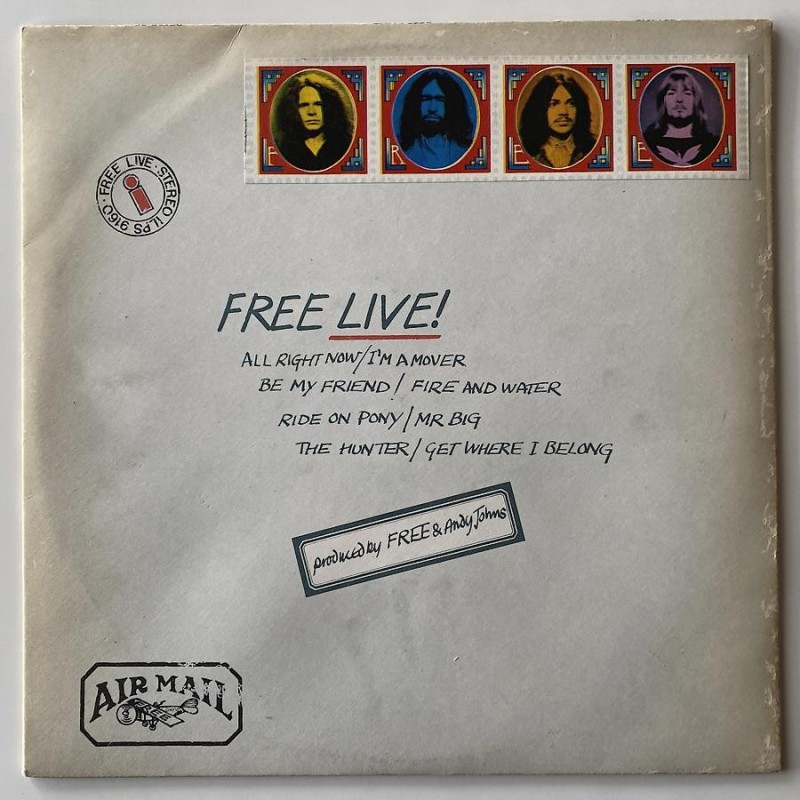 F R E E
FREE LIVE · STEREO ILPS 9160 ·
i
FREE LIVE!
ALL RIGHT NOW/I'M A MOVER
BE MY FRIEND/ FIRE AND WATER
RIDE ON PONY/MR BIG
THE HUNTER/ GET WHERE I BELONG
produced by FREE & Andy Johns
AIR MAIL
FREE